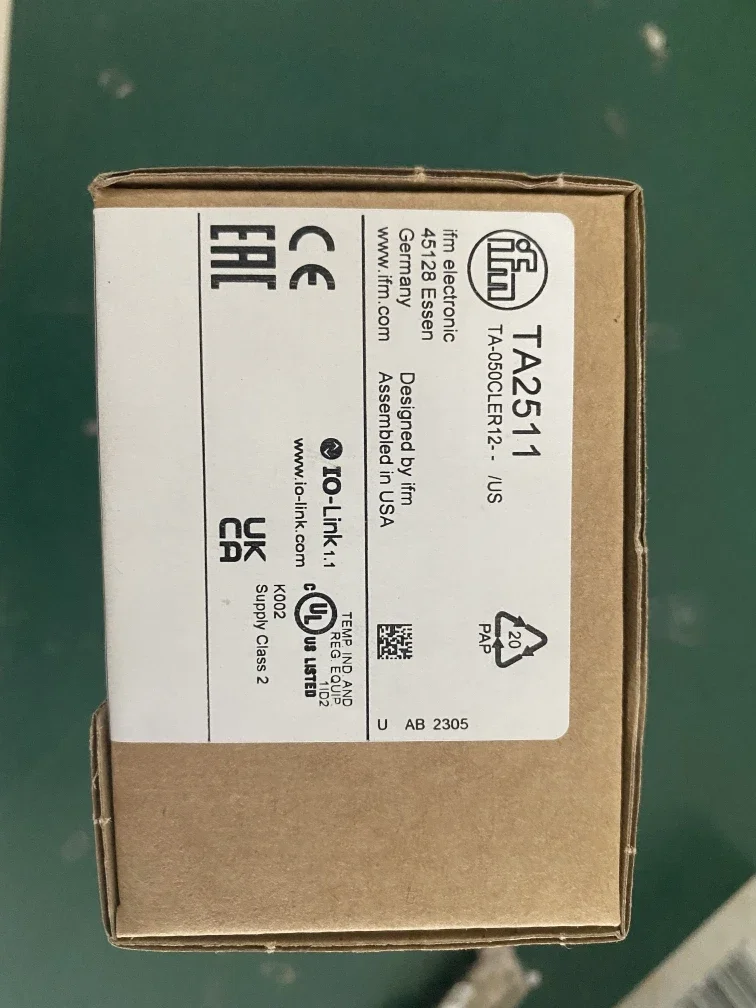 ifm
TA2511
TA-050CLER12-- /US
20
PAP
ifm electronic
45128 Essen
Germany
www.ifm.com
Designed by ifm
Assembled in USA
U AB 2305
CE
EAC
IO-Link 1.1
www.io-link.com
UK
CA
TEMP IND AND
REG. EQUIP
1ID2
C UL US LISTED
K002
Supply Class 2